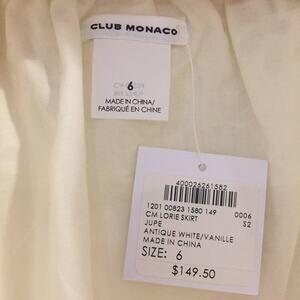 CLUB MONACO
6
MADE IN CHINA/
FABRIQUÉ EN CHINE
400026261582
1201 00823 1580 149 0006
CM LORIE SKIRT S2
JUPE
ANTIQUE WHITE/VANILLE
MADE IN CHINA
SIZE: 6
$149.50